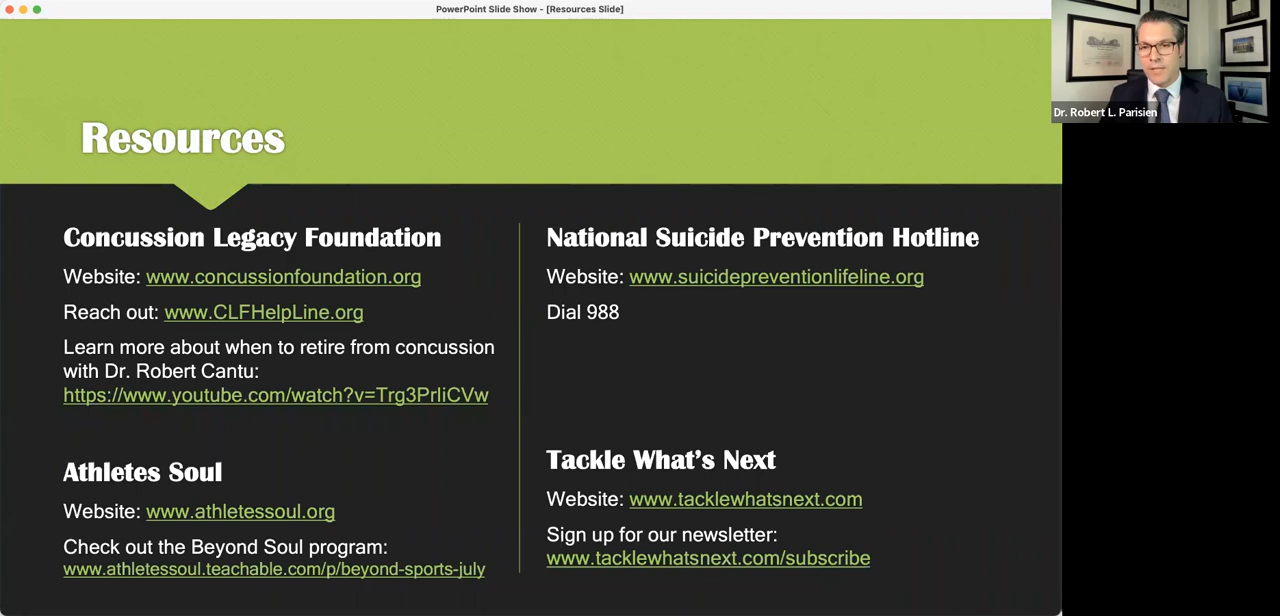 PowerPoint Slide Show - [Resources Slide]
Dr. Robert L. Parisien
Resources
Concussion Legacy Foundation
Website: www.concussionfoundation.org
Reach out: www.CLFHelpLine.org
Learn more about when to retire from concussion
with Dr. Robert Cantu:
https://www.youtube.com/watch?v=Trg3PrliCVw
Athletes Soul
Website: www.athletessoul.org
Check out the Beyond Soul program:
www.athletessoul.teachable.com/p/beyond-sports-july
National Suicide Prevention Hotline
Website: www.suicidepreventionlifeline.org
Dial 988
Tackle What’s Next
Website: www.tacklewhatsnext.com
Sign up for our newsletter:
www.tacklewhatsnext.com/subscribe